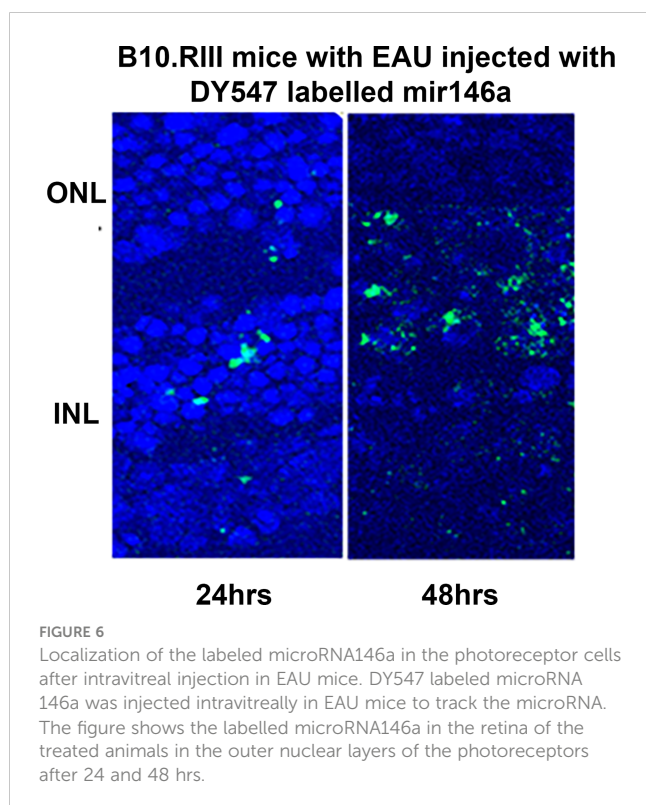 B10.RIII mice with EAU injected with
DY547 labelled mir146a
ONL
INL
24hrs
48hrs
FIGURE 6
Localization of the labeled microRNA146a in the photoreceptor cells
after intravitreal injection in EAU mice. DY547 labeled microRNA
146a was injected intravitreally in EAU mice to track the microRNA.
The figure shows the labelled microRNA146a in the retina of the
treated animals in the outer nuclear layers of the photoreceptors
after 24 and 48 hrs.